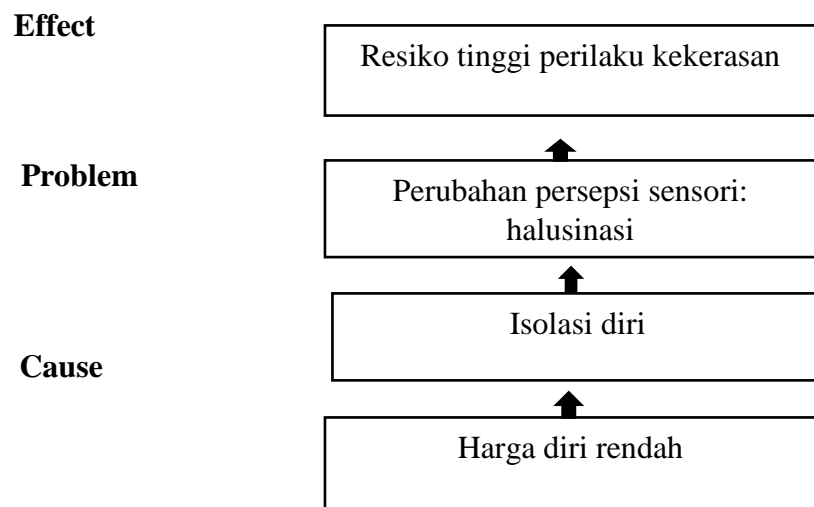 Effect
Resiko tinggi perilaku kekerasan
Problem
Perubahan persepsi sensori:
halusinasi
Isolasi diri
Cause
Harga diri rendah